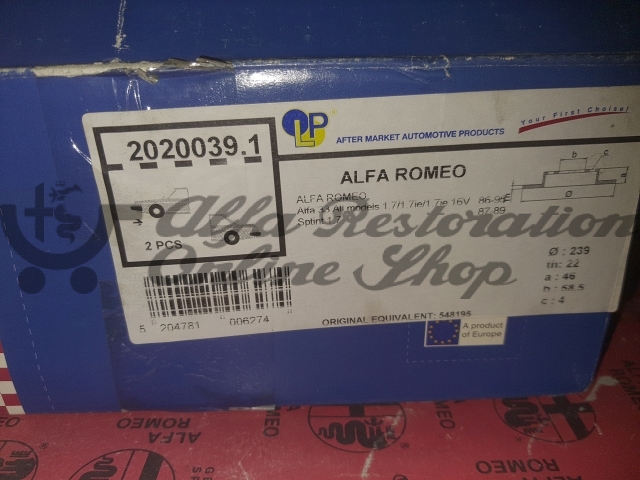 QLP
AFTER MARKET AUTOMOTIVE PRODUCTS
Your First Choice!
2020039.1
2 PCS
ALFA ROMEO
ALFA ROMEO
Alfa 33 All models 1.7/1.7ie/1.7ie 16V 86-95
Sprint 1.7 87-89
b
c
Ø
Ø : 239
th: 22
a : 46
b : 58.5
c : 4
5 204781 006274
ORIGINAL EQUIVALENT: 548195
A product
of Europe
Alfa Restoration
Online Shop
ALFA
ROMEO
ALFA
ROMEO